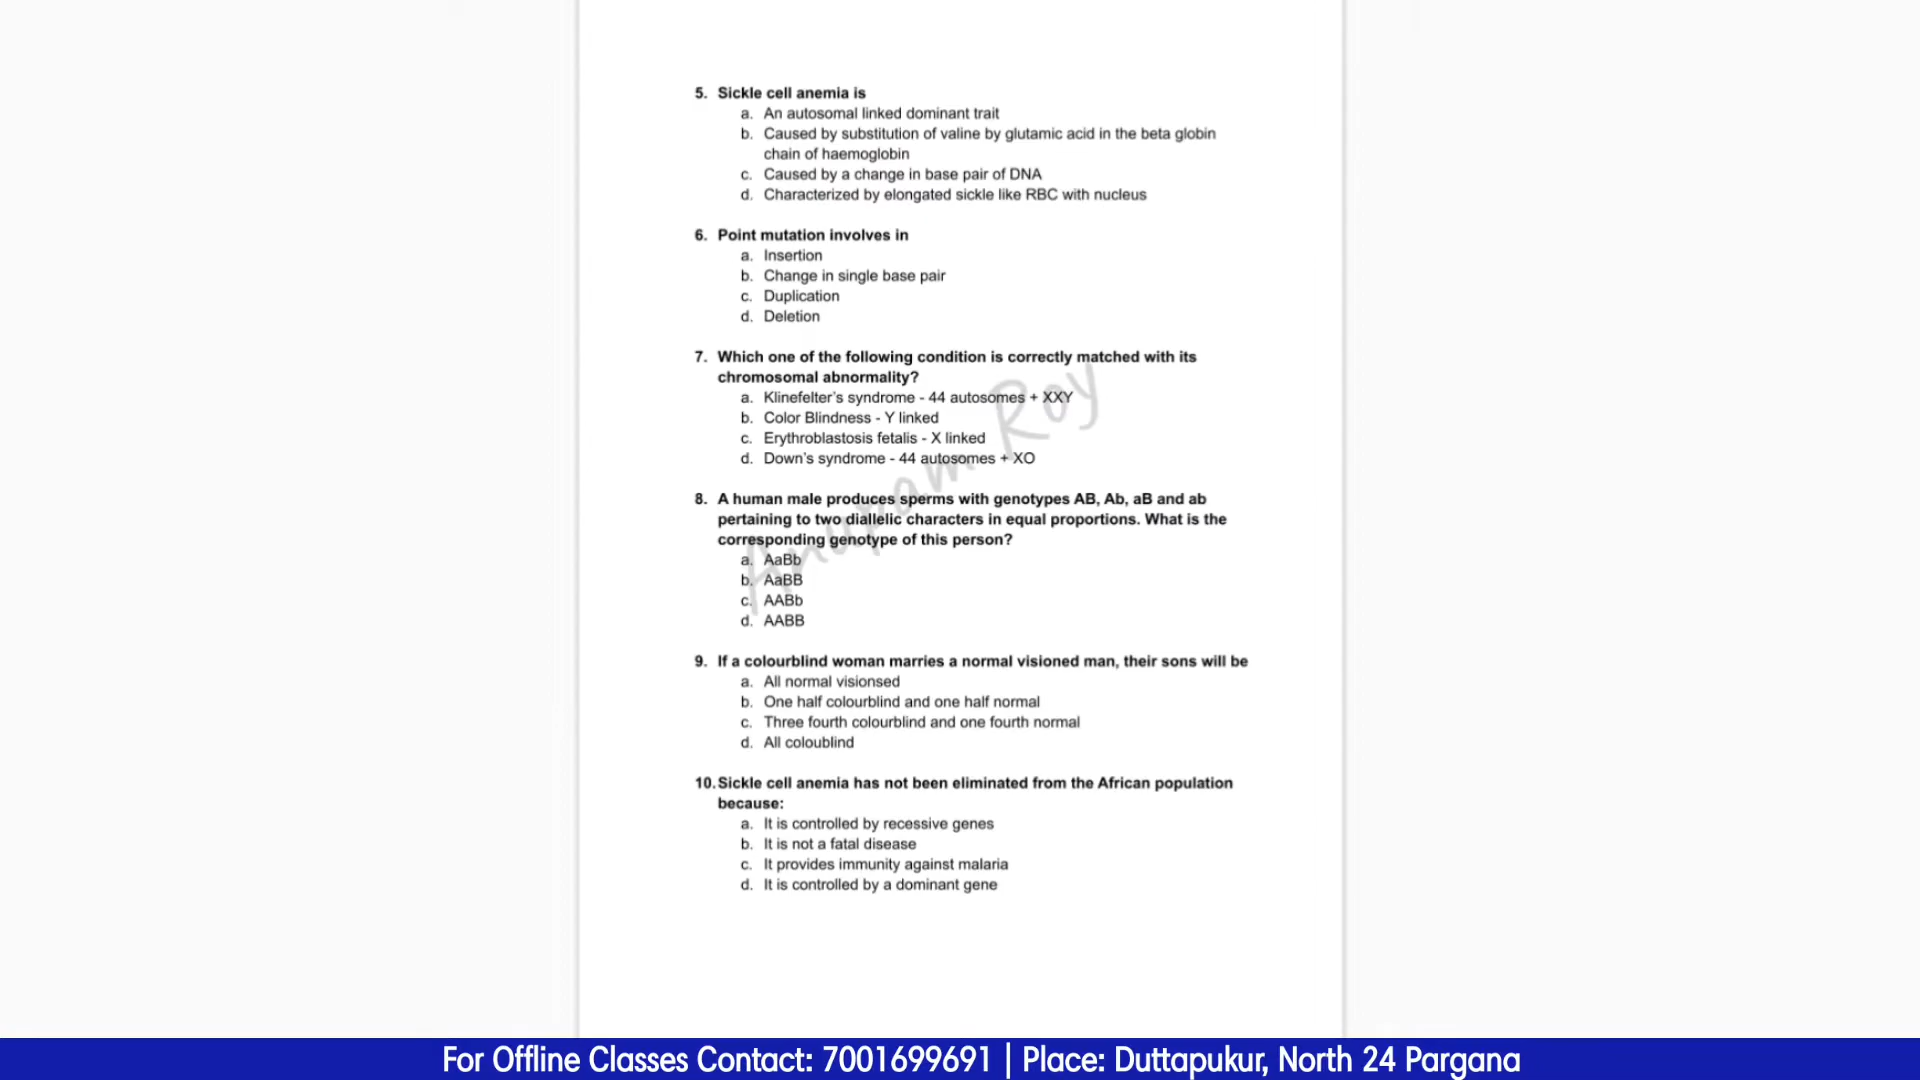 5. Sickle cell anemia is
a. An autosomal linked dominant trait
b. Caused by substitution of valine by glutamic acid in the beta globin
chain of haemoglobin
c. Caused by a change in base pair of DNA
d. Characterized by elongated sickle like RBC with nucleus
6. Point mutation involves in
a. Insertion
b. Change in single base pair
c. Duplication
d. Deletion
7. Which one of the following condition is correctly matched with its
chromosomal abnormality?
a. Klinefelter's syndrome - 44 autosomes + XXY
b. Color Blindness - Y linked
c. Erythroblastosis fetalis - X linked
d. Down's syndrome - 44 autosomes + XO
8. A human male produces sperms with genotypes AB, Ab, aB and ab
pertaining to two diallelic characters in equal proportions. What is the
corresponding genotype of this person?
a. AaBb
b. AaBB
c. AABb
d. AABB
9. If a colourblind woman marries a normal visioned man, their sons will be
a. All normal visionsed
b. One half colourblind and one half normal
c. Three fourth colourblind and one fourth normal
d. All coloublind
10. Sickle cell anemia has not been eliminated from the African population
because:
a. It is controlled by recessive genes
b. It is not a fatal disease
c. It provides immunity against malaria
d. It is controlled by a dominant gene
Anupam Roy
For Offline Classes Contact: 7001699691 | Place: Duttapukur, North 24 Pargana